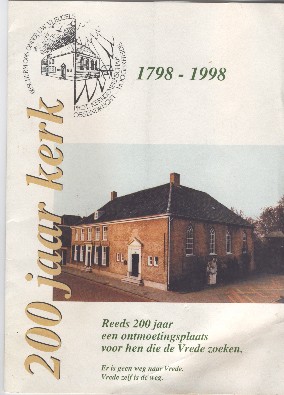 1798 - 1998
200 jaar kerk
Reeds 200 jaar
een ontmoetingsplaats
voor hen die de Vrede zoeken.
Er is geen weg naar Vrede.
Vrede zelf is de weg.